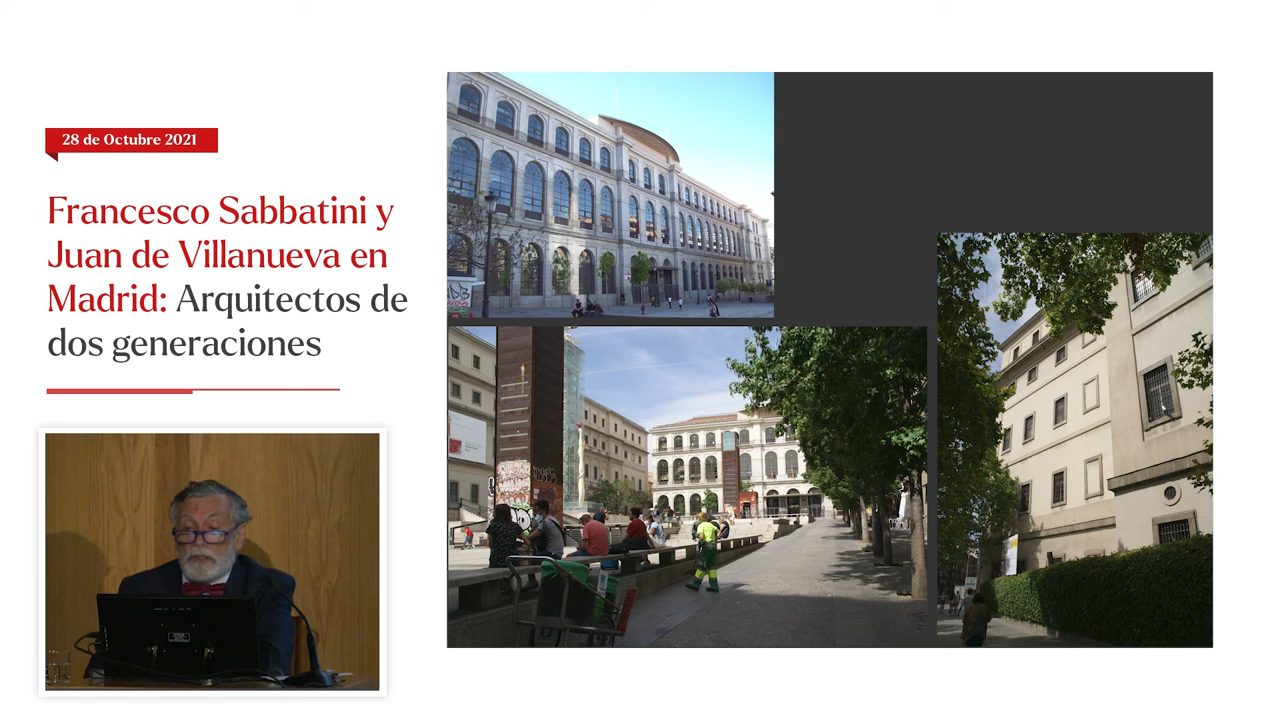 28 de Octubre 2021
Francesco Sabbatini y
Juan de Villanueva en
Madrid: Arquitectos de
dos generaciones